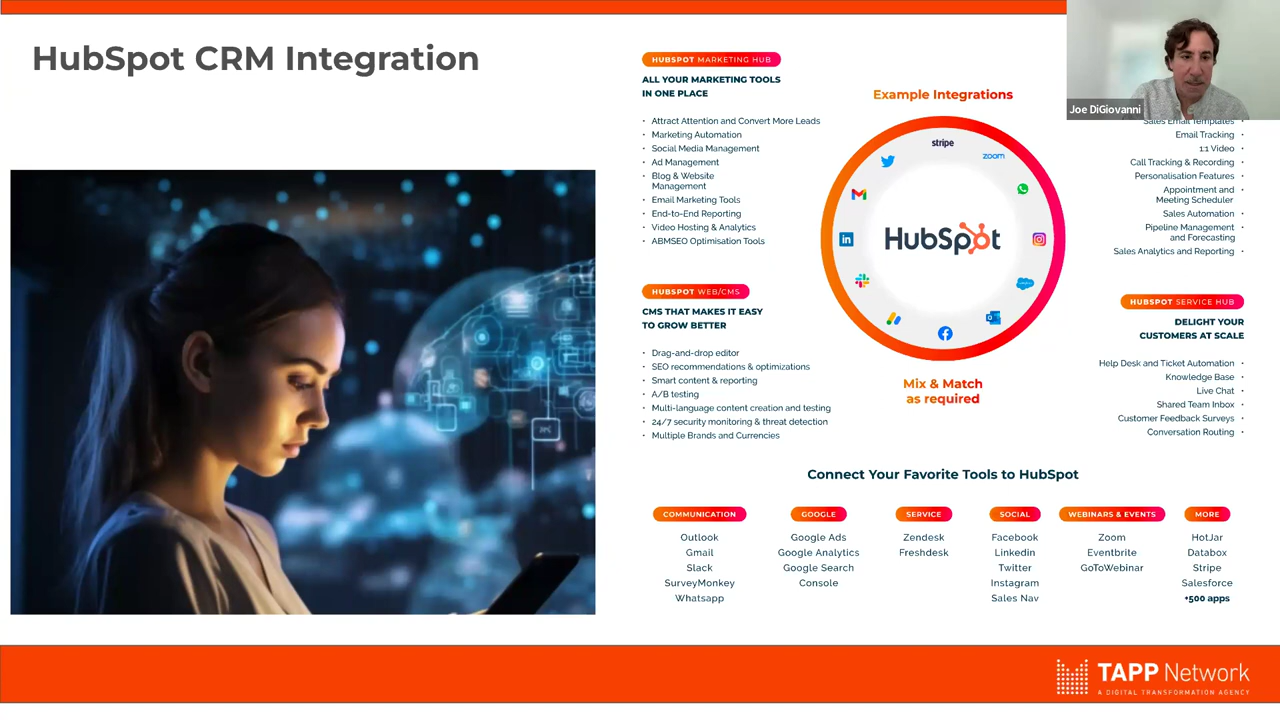 HubSpot CRM Integration
HUBSPOT MARKETING HUB
ALL YOUR MARKETING TOOLS
IN ONE PLACE
• Attract Attention and Convert More Leads
• Marketing Automation
• Social Media Management
• Ad Management
• Blog & Website
Management
• Email Marketing Tools
• End-to-End Reporting
• Video Hosting & Analytics
• ABMSEO Optimisation Tools
HUBSPOT WEB/CMS
CMS THAT MAKES IT EASY
TO GROW BETTER
• Drag-and-drop editor
• SEO recommendations & optimizations
• Smart content & reporting
• A/B testing
• Multi-language content creation and testing
• 24/7 security monitoring & threat detection
• Multiple Brands and Currencies
Example Integrations
stripe
zoom
in
HubSpot
Mix & Match
as required
Joe DiGiovanni
Sales Email Templates •
Email Tracking •
1:1 Video •
Call Tracking & Recording •
Personalisation Features •
Appointment and •
Meeting Scheduler
Sales Automation •
Pipeline Management •
and Forecasting
Sales Analytics and Reporting •
HUBSPOT SERVICE HUB
DELIGHT YOUR
CUSTOMERS AT SCALE
Help Desk and Ticket Automation •
Knowledge Base •
Live Chat •
Shared Team Inbox •
Customer Feedback Surveys •
Conversation Routing •
Connect Your Favorite Tools to HubSpot
COMMUNICATION
Outlook
Gmail
Slack
SurveyMonkey
Whatsapp
GOOGLE
Google Ads
Google Analytics
Google Search
Console
SERVICE
Zendesk
Freshdesk
SOCIAL
Facebook
Linkedin
Twitter
Instagram
Sales Nav
WEBINARS & EVENTS
Zoom
Eventbrite
GoToWebinar
MORE
HotJar
Databox
Stripe
Salesforce
+500 apps
TAPP Network
A DIGITAL TRANSFORMATION AGENCY